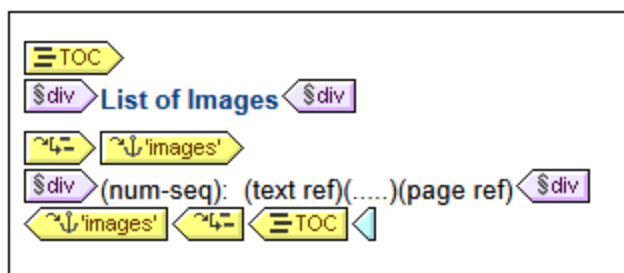 TOC
§div List of Images §div
'images'
§div (num-seq): (text ref)(.....)(page ref) §div
'images' TOC